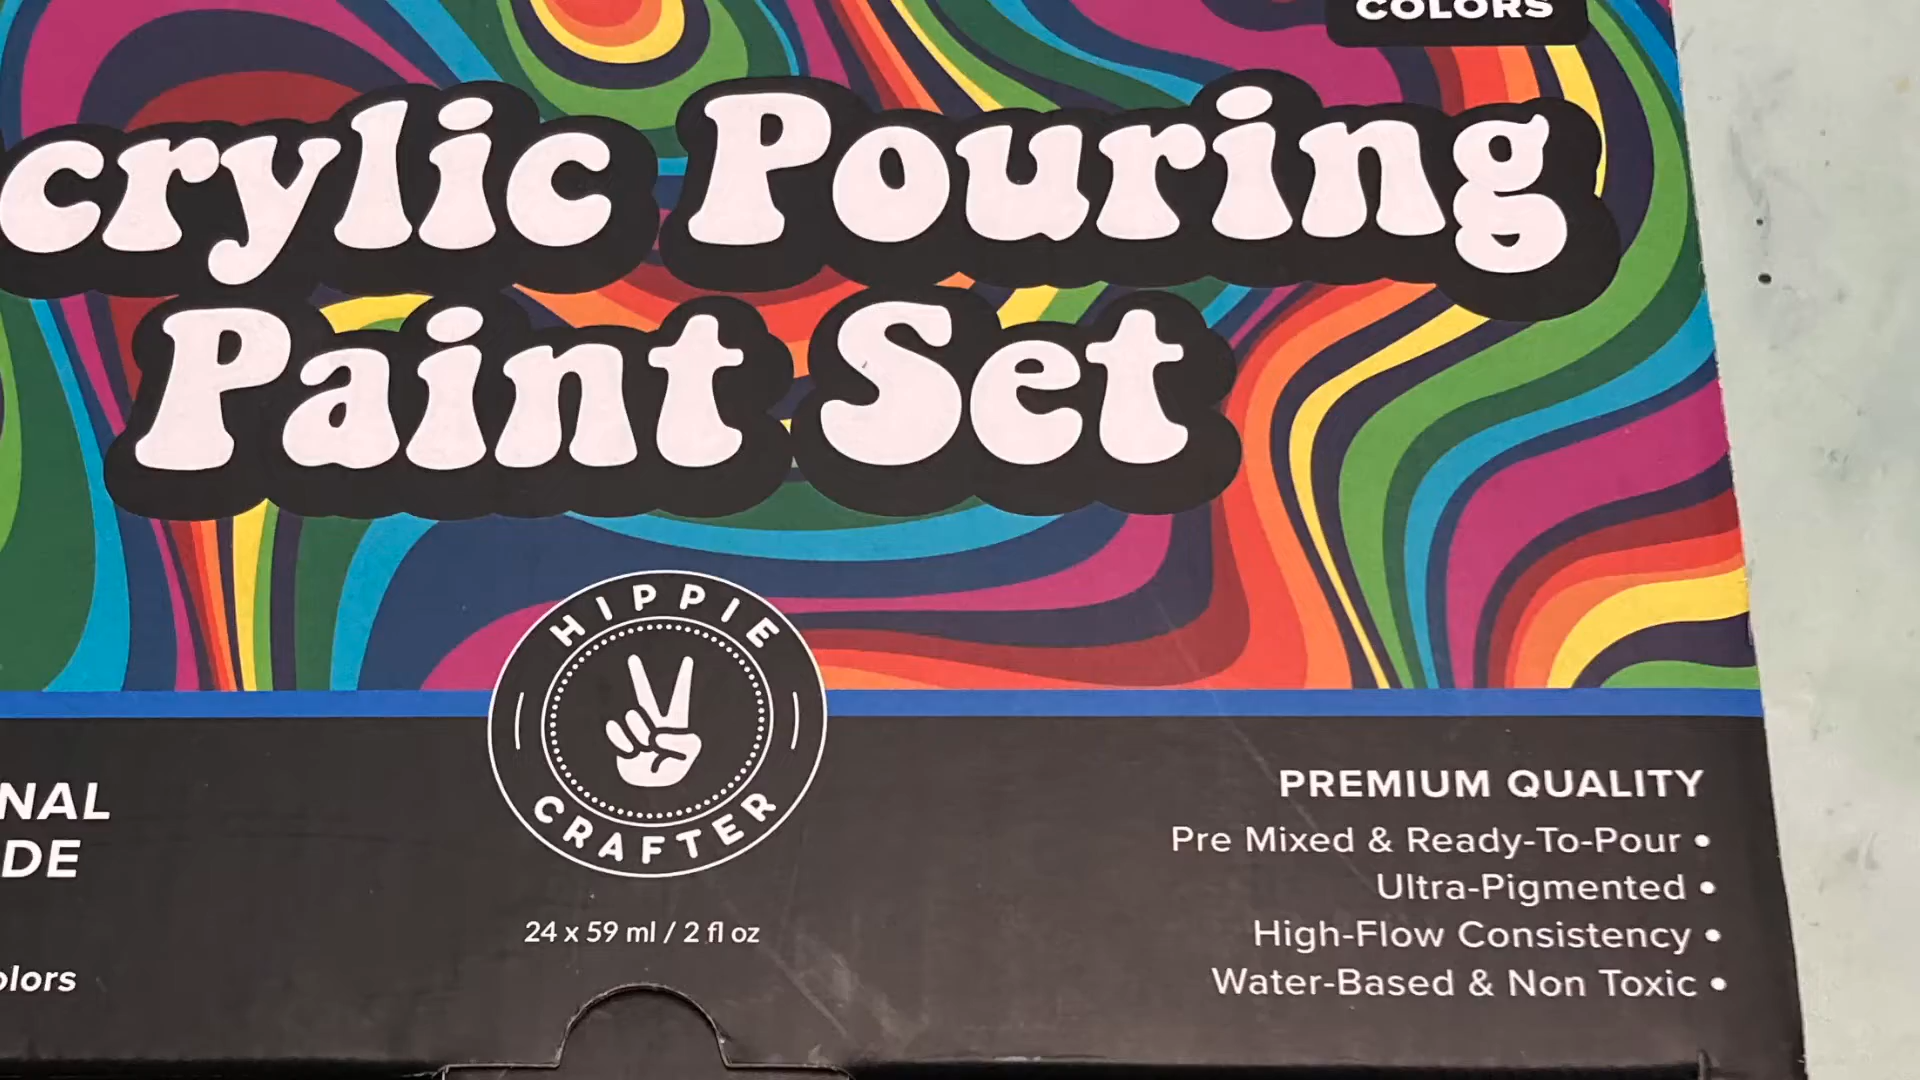 COLORS
crylic Pouring
Paint Set
HIPPIE
CRAFTER
NAL
DE
olors
24 x 59 ml / 2 fl oz
PREMIUM QUALITY
Pre Mixed & Ready-To-Pour •
Ultra-Pigmented •
High-Flow Consistency •
Water-Based & Non Toxic •